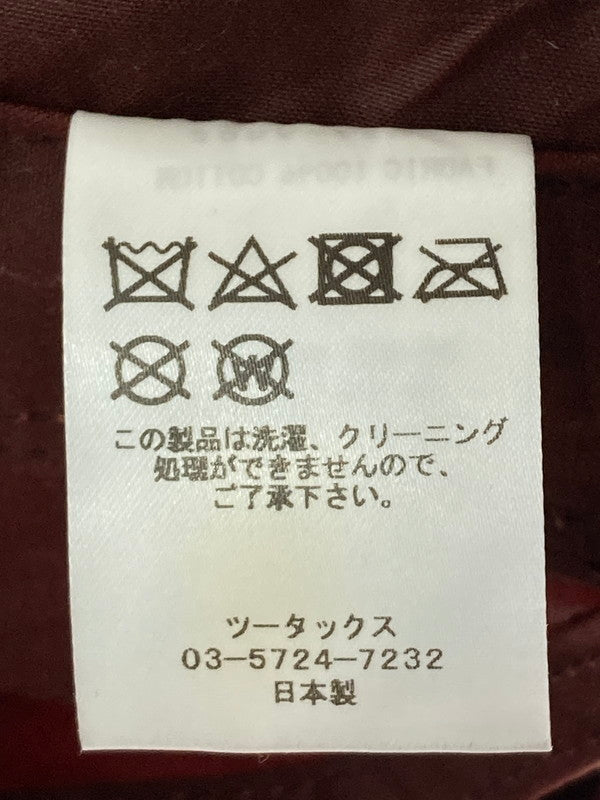 この製品は洗濯、クリーニング
処理ができませんので、
ご了承下さい。
ツータックス
03-5724-7232
日本製